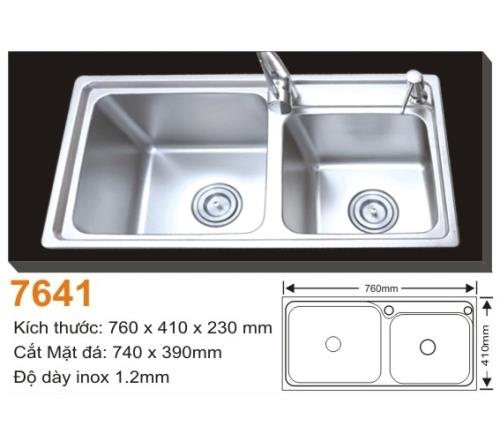 7641
Kích thước: 760 x 410 x 230 mm
Cắt Mặt đá: 740 x 390mm
Độ dày inox 1.2mm
760mm
410mm